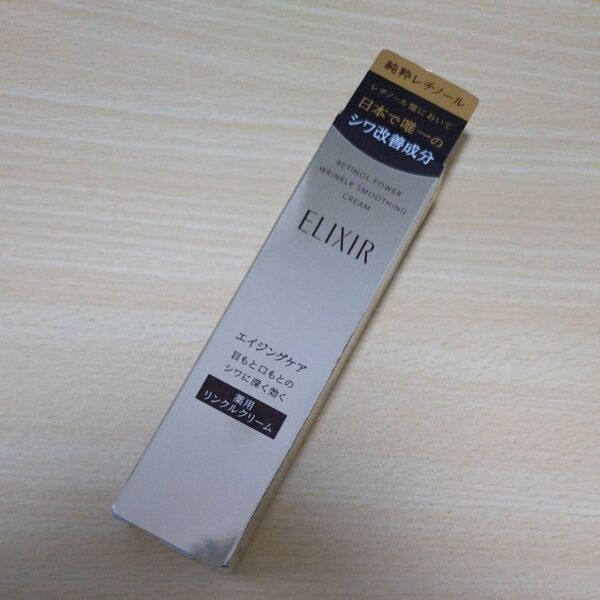 純粋レチノール
レチノール類において
日本で唯一の
シワ改善成分
RETINOL POWER
WRINKLE SMOOTHING
CREAM
ELIXIR
エイジングケア
目もと口もとの
シワに深く効く
薬用
リンクルクリーム